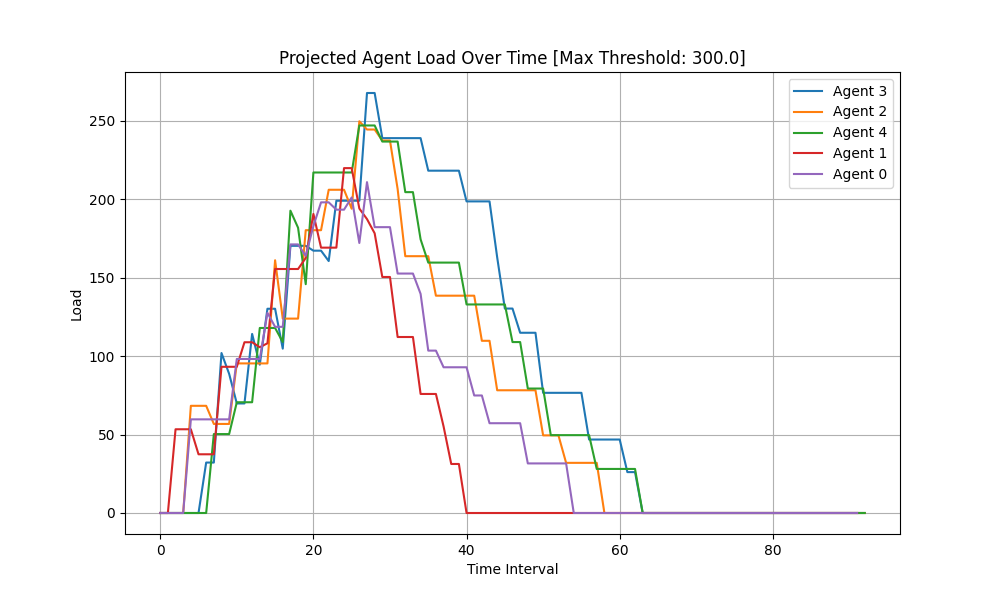 Projected Agent Load Over Time [Max Threshold: 300.0]
Agent 3
Agent 2
Agent 4
Agent 1
Agent 0
Load
250
200
150
100
50
0
0 20 40 60 80
Time Interval